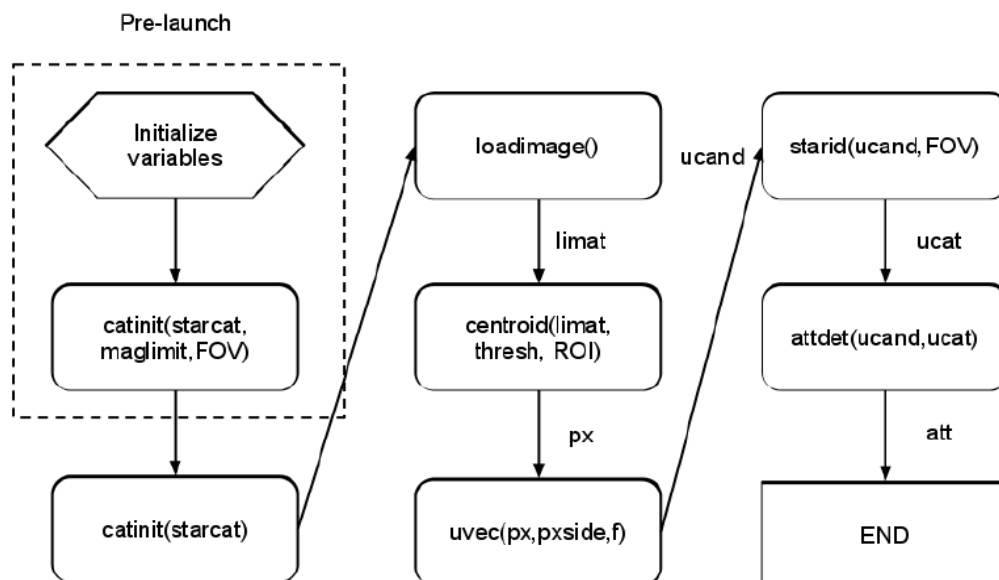 Pre-launch
Initialize
variables
catinit(starcat,
maglimit, FOV)
catinit(starcat)
loadimage()
limat
centroid(limat,
thresh, ROI)
px
uvec(px,pxside,f)
ucand
starid(ucand, FOV)
ucat
attdet(ucand,ucat)
att
END